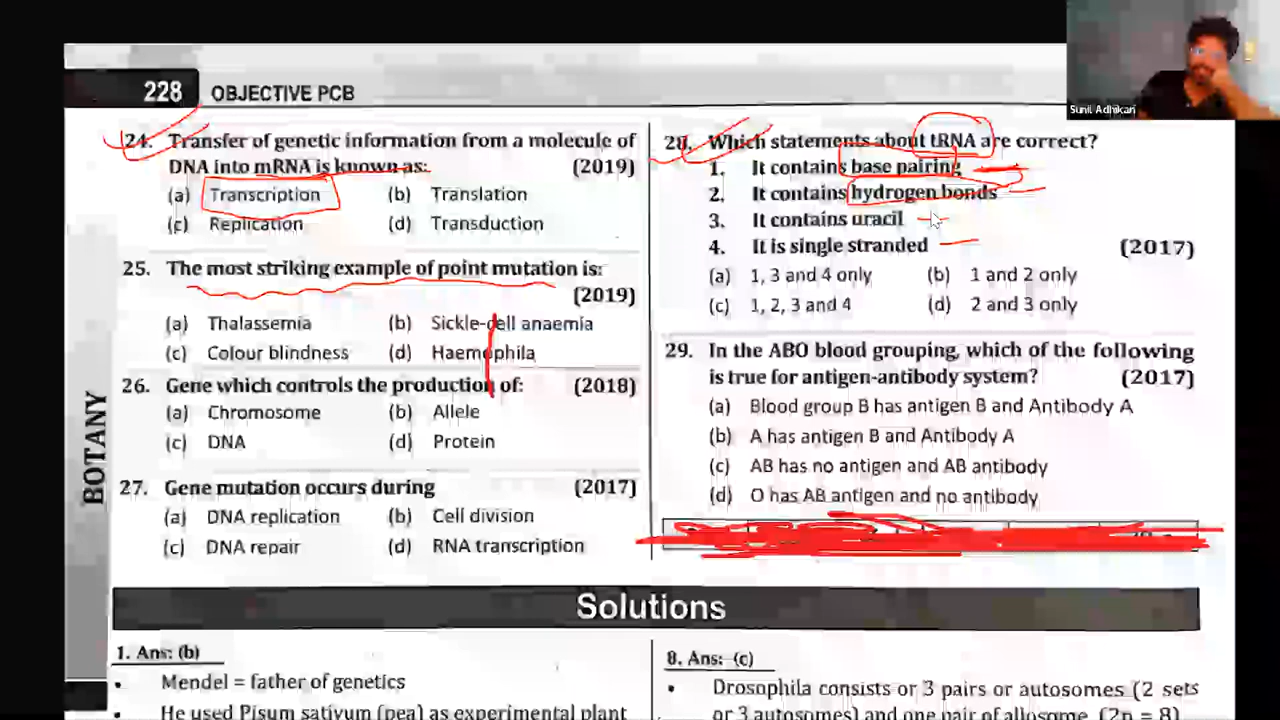 Sunil Adhikari
228 OBJECTIVE PCB
24. Transfer of genetic information from a molecule of
DNA into mRNA is known as: (2019)
(a) Transcription (b) Translation
(c) Replication (d) Transduction
25. The most striking example of point mutation is:
(2019)
(a) Thalassemia (b) Sickle-cell anaemia
(c) Colour blindness (d) Haemophila
26. Gene which controls the production of: (2018)
(a) Chromosome (b) Allele
(c) DNA (d) Protein
27. Gene mutation occurs during (2017)
(a) DNA replication (b) Cell division
(c) DNA repair (d) RNA transcription
BOTANY
28. Which statements about tRNA are correct?
1. It contains base pairing
2. It contains hydrogen bonds
3. It contains uracil
4. It is single stranded (2017)
(a) 1, 3 and 4 only (b) 1 and 2 only
(c) 1, 2, 3 and 4 (d) 2 and 3 only
29. In the ABO blood grouping, which of the following
is true for antigen-antibody system? (2017)
(a) Blood group B has antigen B and Antibody A
(b) A has antigen B and Antibody A
(c) AB has no antigen and AB antibody
(d) O has AB antigen and no antibody
Solutions
1. Ans: (b)
• Mendel = father of genetics
• He used Pisum sativum (pea) as experimental plant
8. Ans: (c)
• Drosophila consists or 3 pairs or autosomes (2 sets
or 3 autosomes) and one pair of allosome (2n = 8)